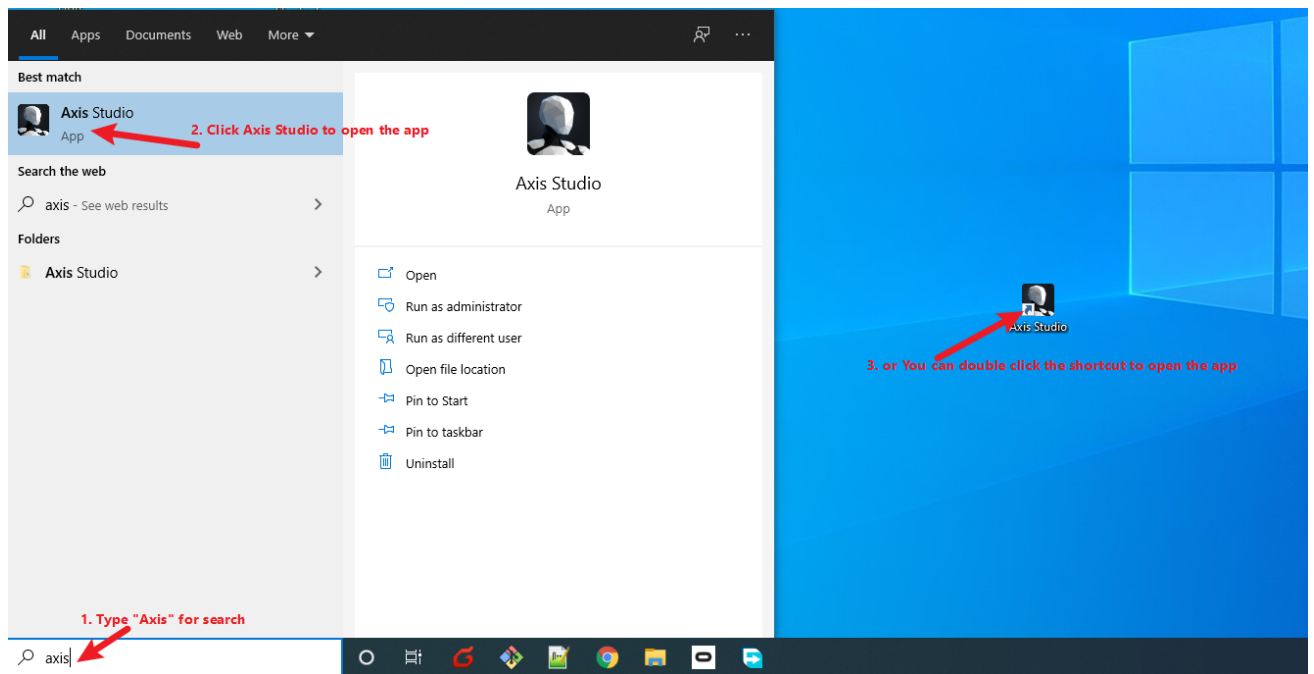 All Apps Documents Web More
Best match
Axis Studio
App
2. Click Axis Studio to open the app
Search the web
axis - See web results
Folders
Axis Studio
Axis Studio
App
Open
Run as administrator
Run as different user
Open file location
Pin to Start
Pin to taskbar
Uninstall
Axis Studio
3. or You can double click the shortcut to open the app
1. Type "Axis" for search
axis